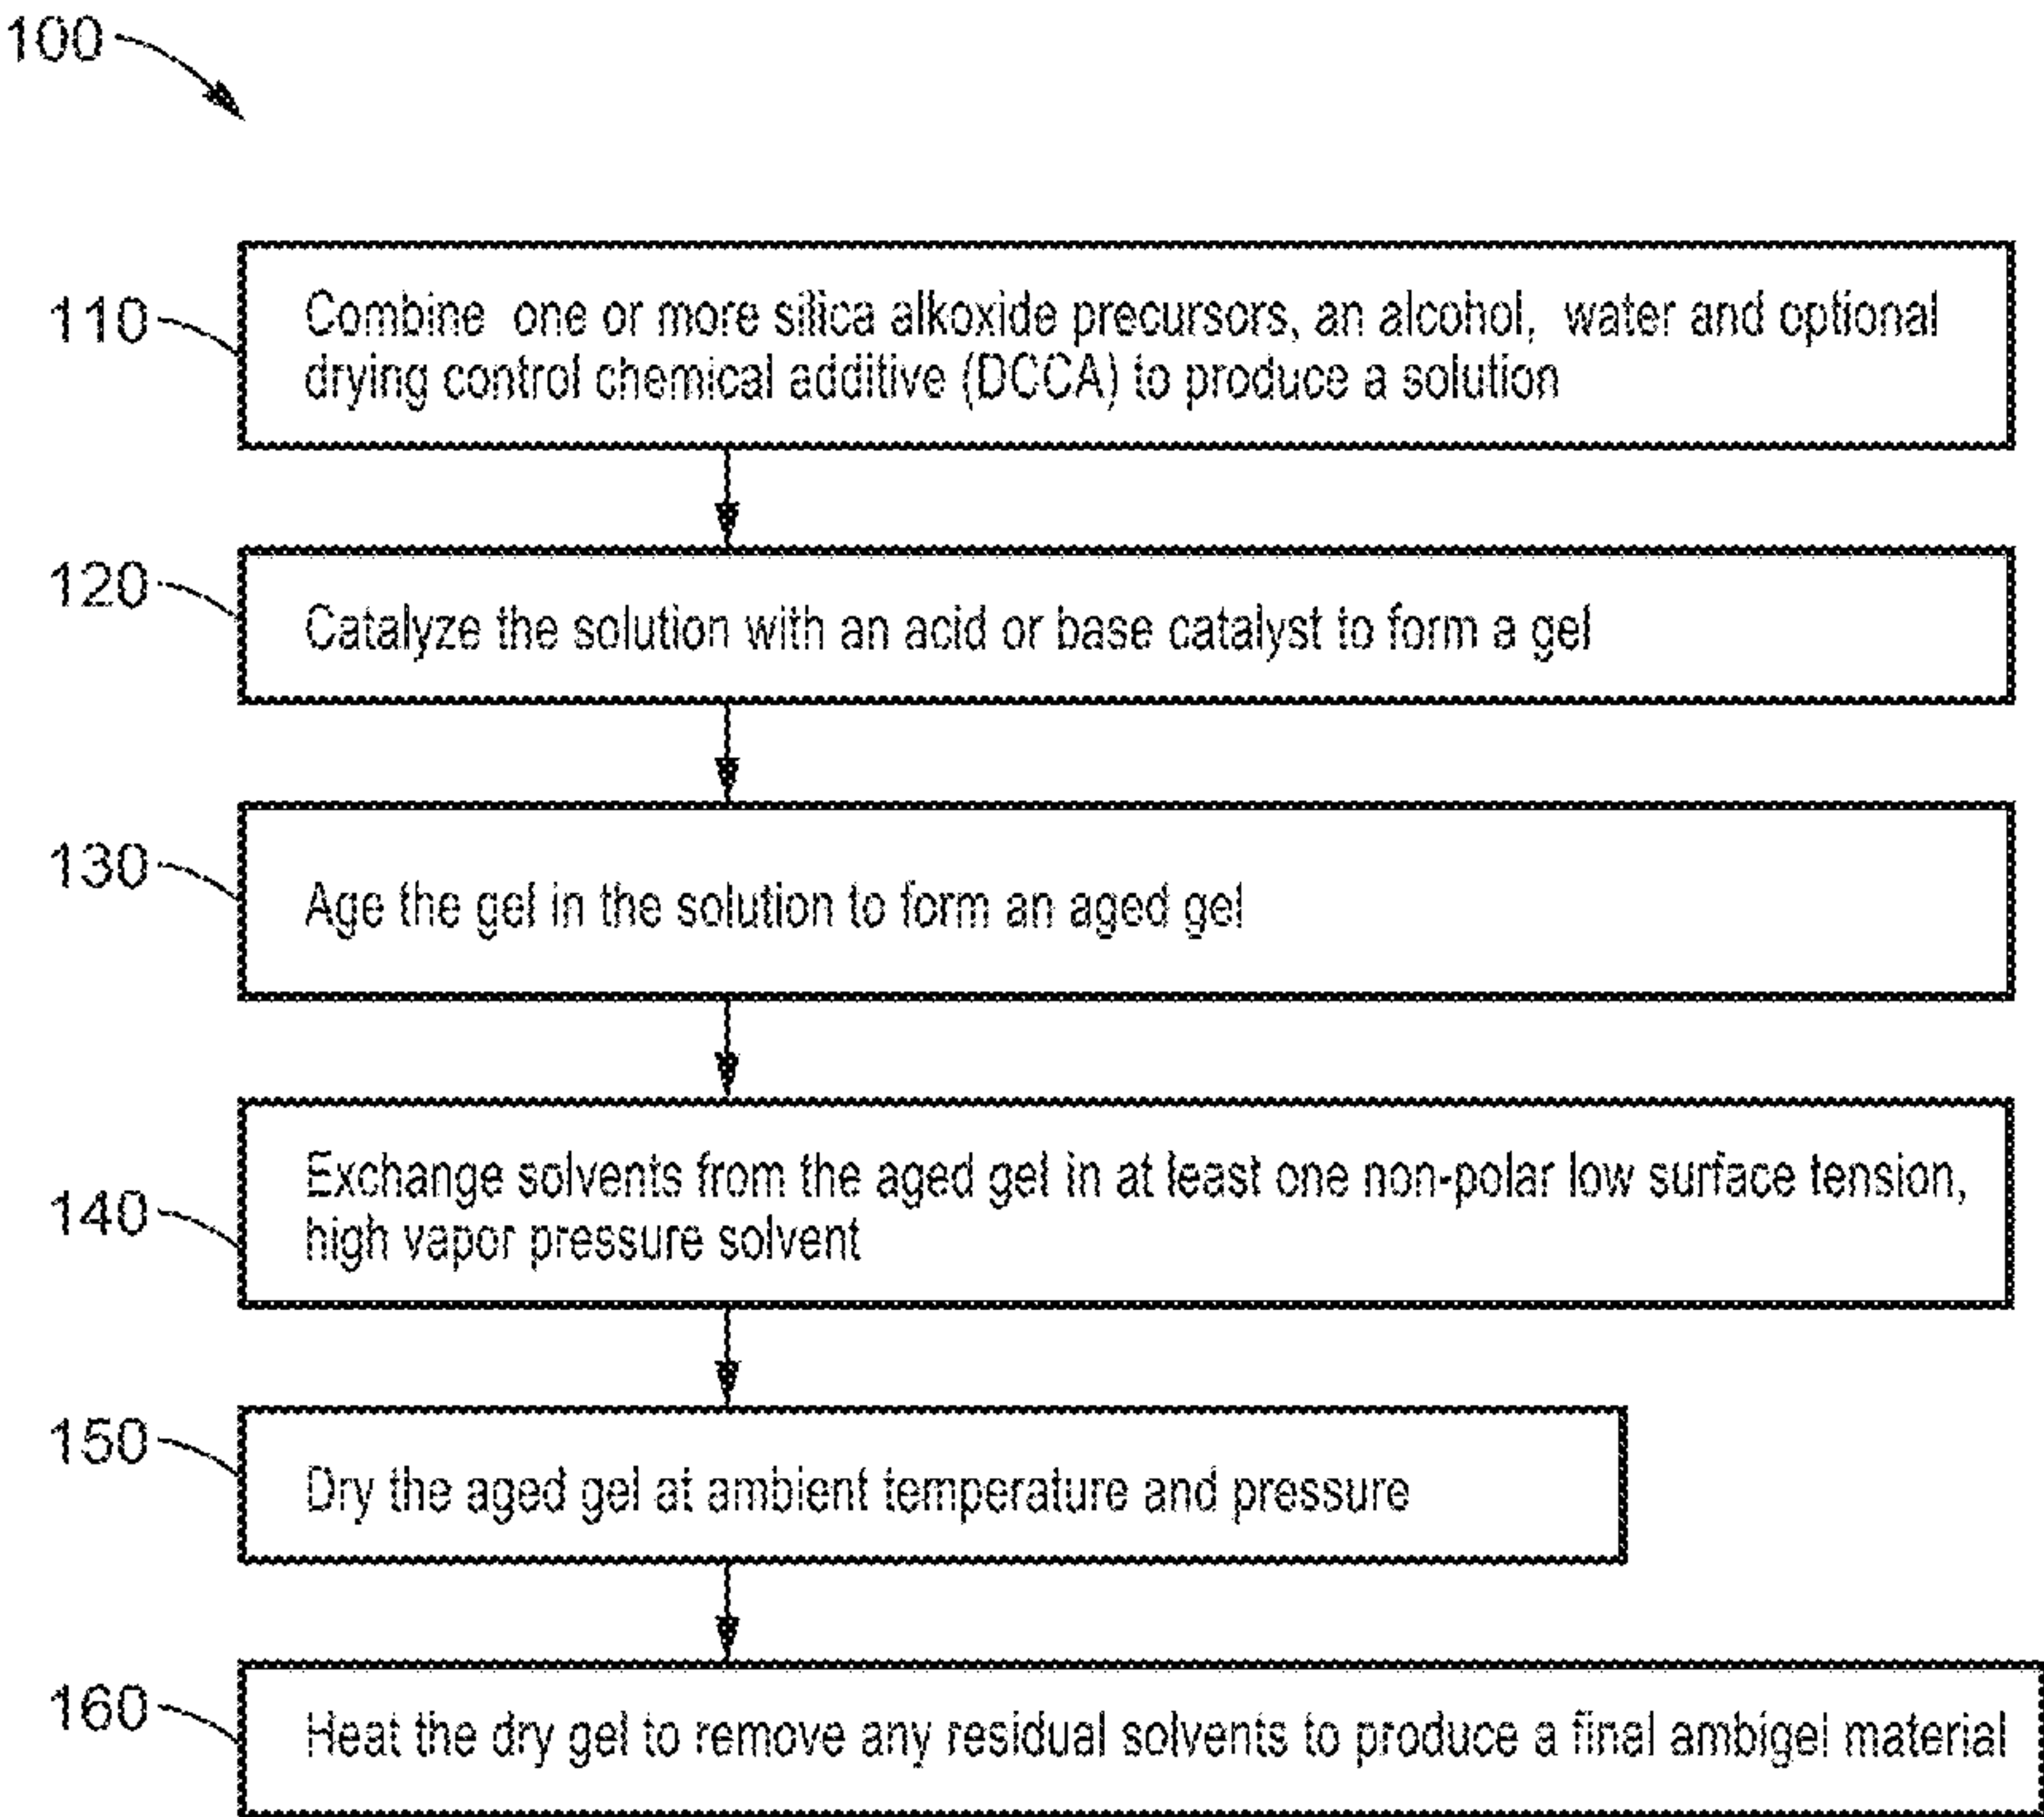 100
110
Combine one or more silica alkoxide precursors, an alcohol, water and optional
drying control chemical additive (DCCA) to produce a solution
120
Catalyze the solution with an acid or base catalyst to form a gel
130
Age the gel in the solution to form an aged gel
140
Exchange solvents from the aged gel in at least one non-polar low surface tension,
high vapor pressure solvent
150
Dry the aged gel at ambient temperature and pressure
160
Heat the dry gel to remove any residual solvents to produce a final ambigel material